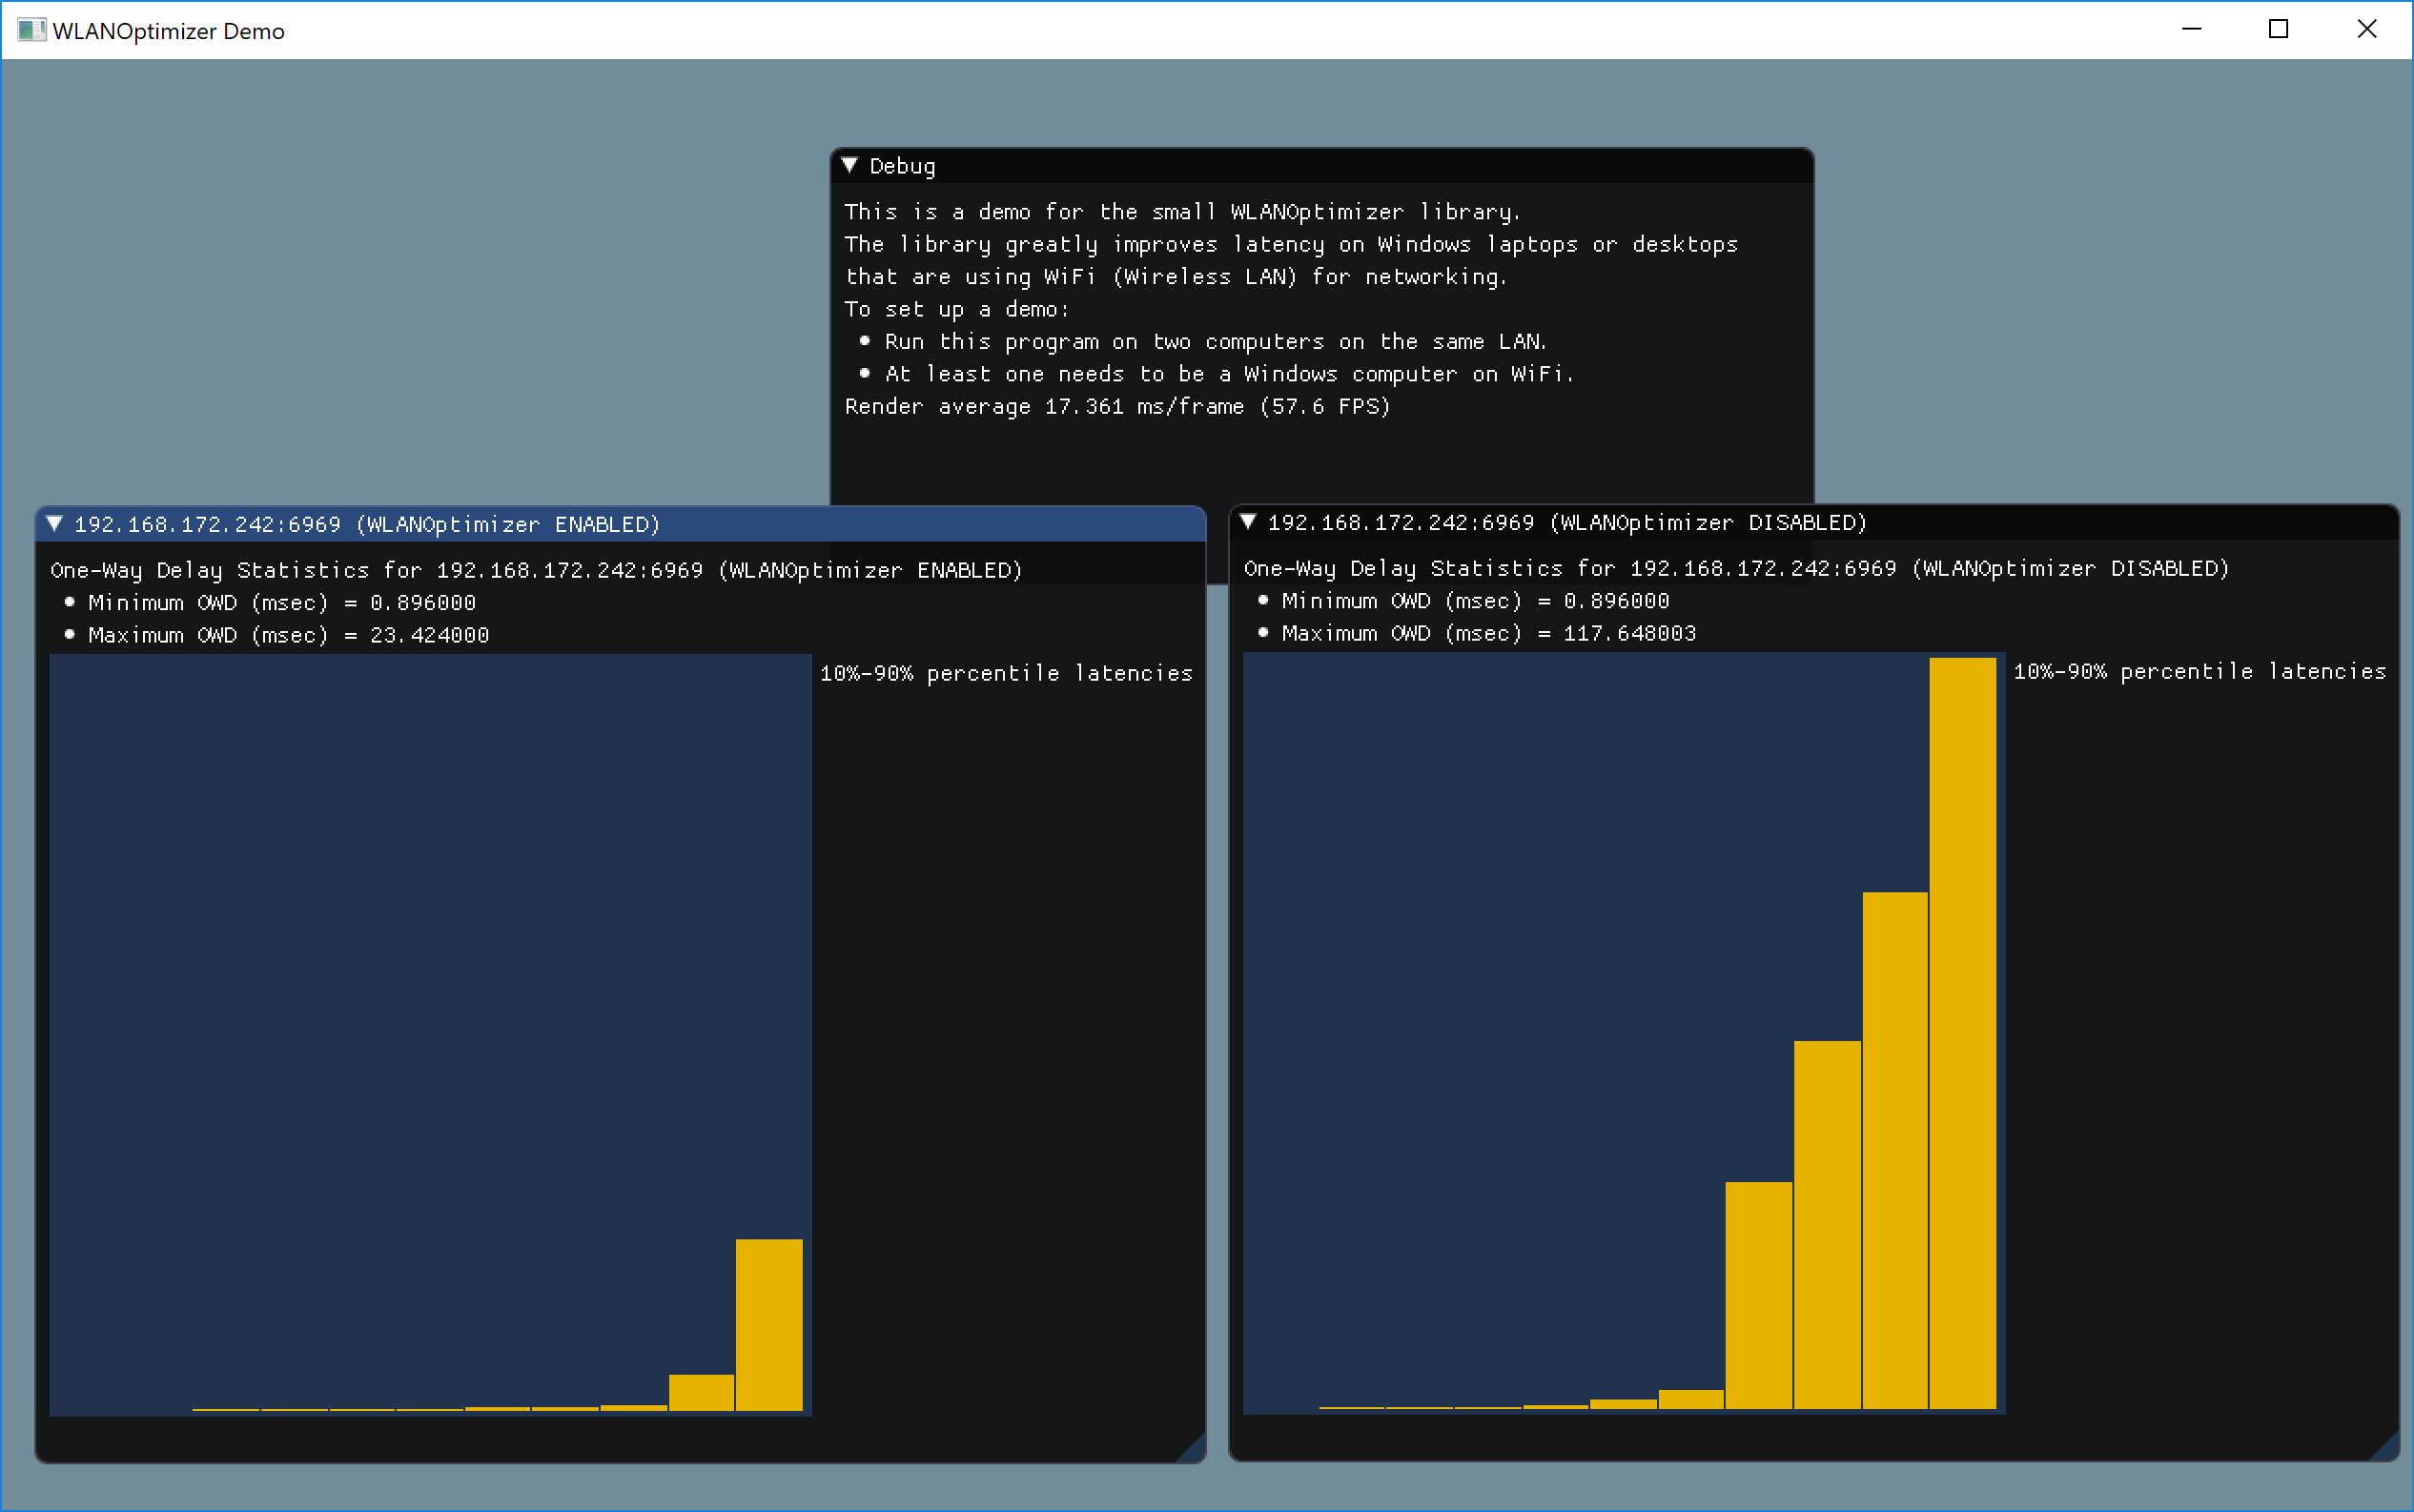 WLANOptimizer Demo
Debug
This is a demo for the small WLANOptimizer library.
The library greatly improves latency on Windows laptops or desktops
that are using WiFi (Wireless LAN) for networking.
To set up a demo:
Run this program on two computers on the same LAN.
At least one needs to be a Windows computer on WiFi.
Render average 17.361 ms/frame (57.6 FPS)
192.168.172.242:6969 (WLANOptimizer ENABLED)
One-Way Delay Statistics for 192.168.172.242:6969 (WLANOptimizer ENABLED)
Minimum OWD (msec) = 0.896000
Maximum OWD (msec) = 23.424000
10%-90% percentile latencies
192.168.172.242:6969 (WLANOptimizer DISABLED)
One-Way Delay Statistics for 192.168.172.242:6969 (WLANOptimizer DISABLED)
Minimum OWD (msec) = 0.896000
Maximum OWD (msec) = 117.648003
10%-90% percentile latencies